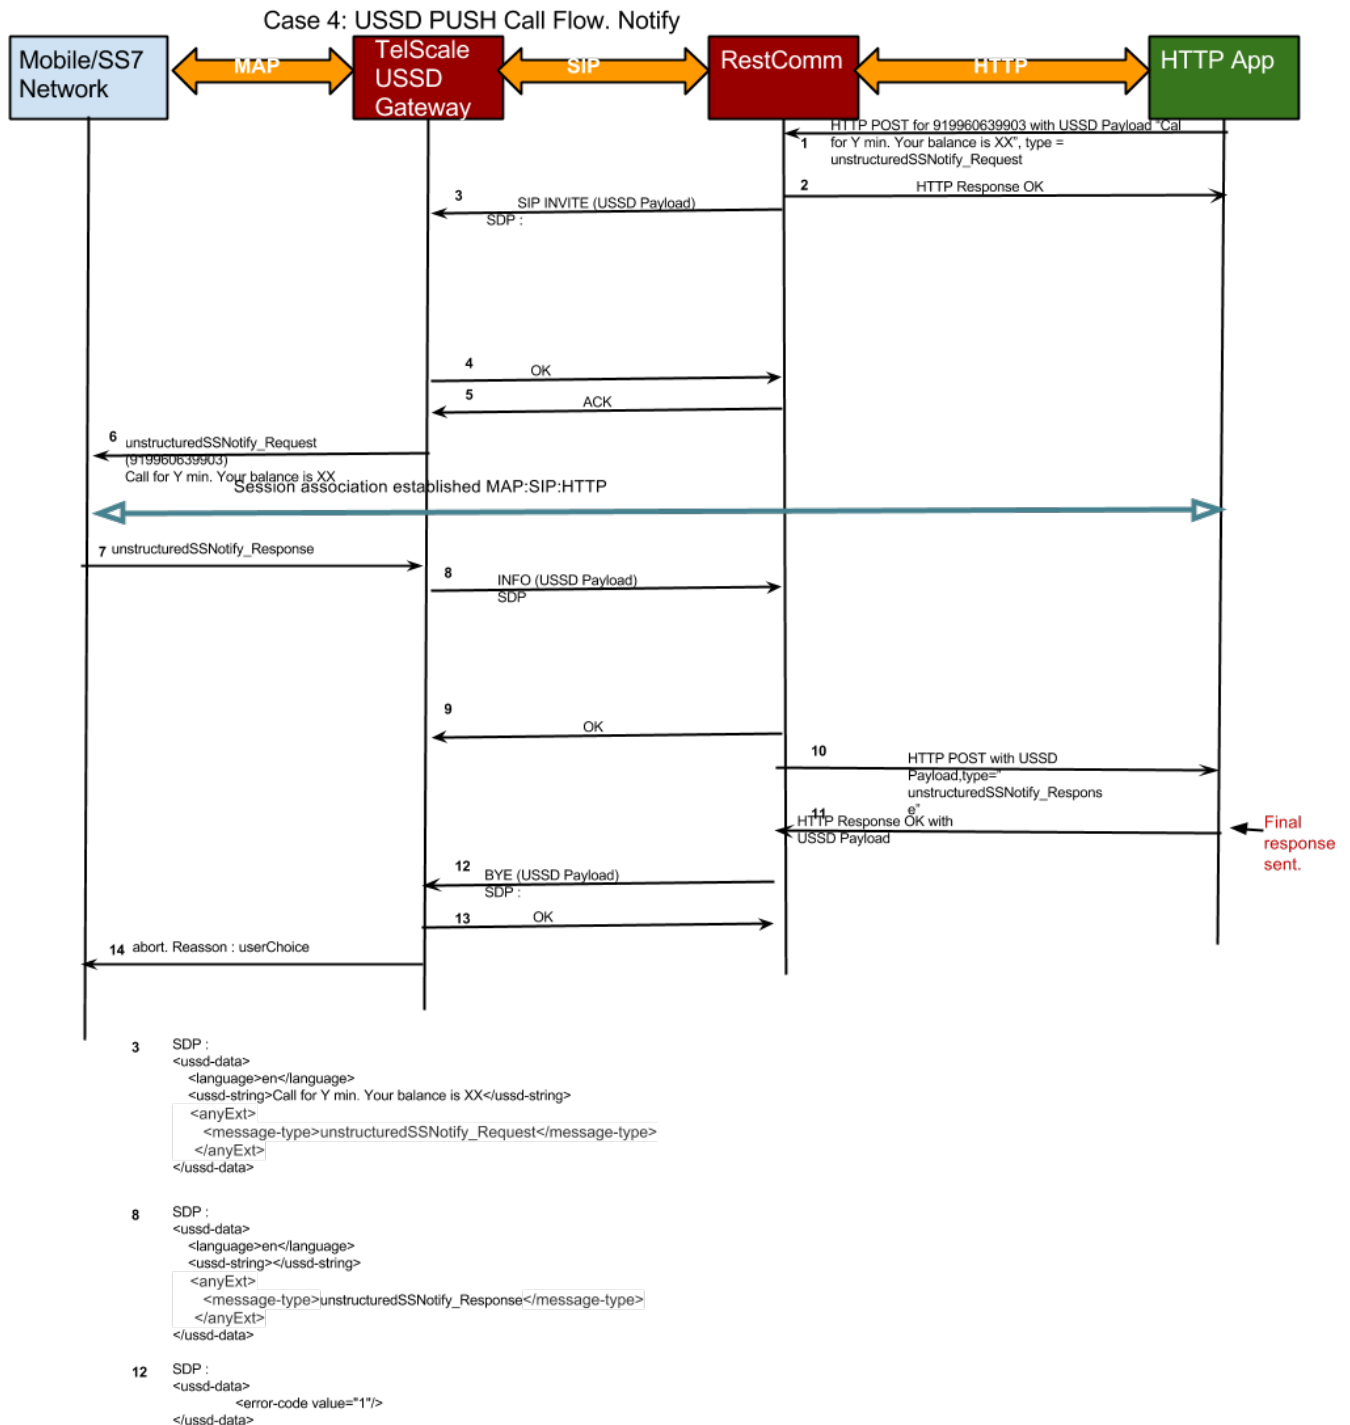 Case 4: USSD PUSH Call Flow. Notify
Mobile/SS7
Network
MAP
TelScale
USSD
Gateway
SIP
RestComm
HTTP
HTTP App
HTTP POST for 919960639903 with USSD Payload “Cal
1
for Y min. Your balance is XX”, type =
unstructuredSSNotify_Request
2
HTTP Response OK
3
SIP INVITE (USSD Payload)
SDP :
4
OK
5
ACK
6
unstructuredSSNotify_Request
(919960639903)
Call for Y min. Your balance is XX
Session association established MAP:SIP:HTTP
7
unstructuredSSNotify_Response
8
INFO (USSD Payload)
SDP
9
OK
10
HTTP POST with USSD
Payload,type=”
unstructuredSSNotify_Respons
e”
11
HTTP Response OK with
USSD Payload
Final
response
sent.
12
BYE (USSD Payload)
SDP :
13
OK
14
abort. Reasson : userChoice
3
SDP :
<ussd-data>
<language>en</language>
<ussd-string>Call for Y min. Your balance is XX</ussd-string>
<anyExt>
<message-type>unstructuredSSNotify_Request</message-type>
</anyExt>
</ussd-data>
8
SDP :
<ussd-data>
<language>en</language>
<ussd-string></ussd-string>
<anyExt>
<message-type>unstructuredSSNotify_Response</message-type>
</anyExt>
</ussd-data>
12
SDP :
<ussd-data>
<error-code value="1"/>
</ussd-data>